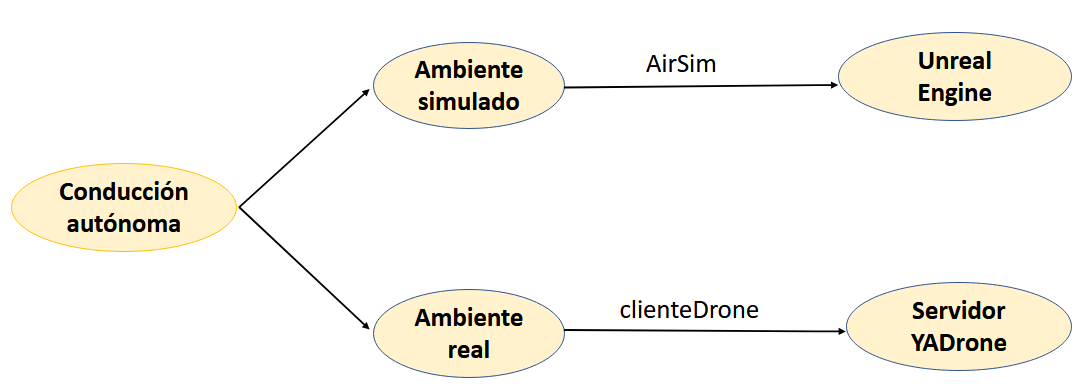 Conducción
autónoma
Ambiente
simulado
AirSim
Unreal
Engine
Ambiente
real
clienteDrone
Servidor
YADrone